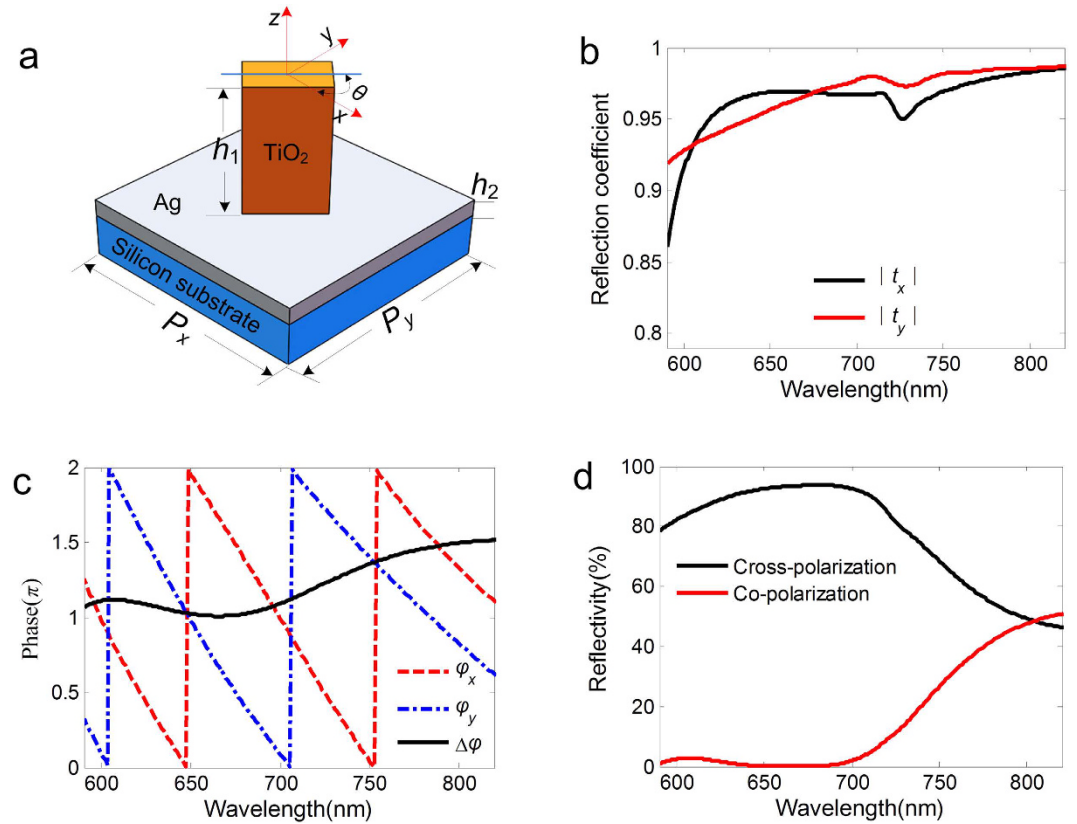 a
z
y
θ
x
h₁
TiO₂
h₂
Ag
Silicon substrate
Pₓ
Pᵧ
b
1
0.95
0.9
0.85
0.8
Reflection coefficient
| tₓ |
| tᵧ |
600 650 700 750 800
Wavelength(nm)
c
2
1.5
1
0.5
0
Phase(π)
φₓ
φᵧ
Δφ
600 650 700 750 800
Wavelength(nm)
d
100
80
60
40
20
0
Reflectivity(%)
Cross-polarization
Co-polarization
600 650 700 750 800
Wavelength(nm)